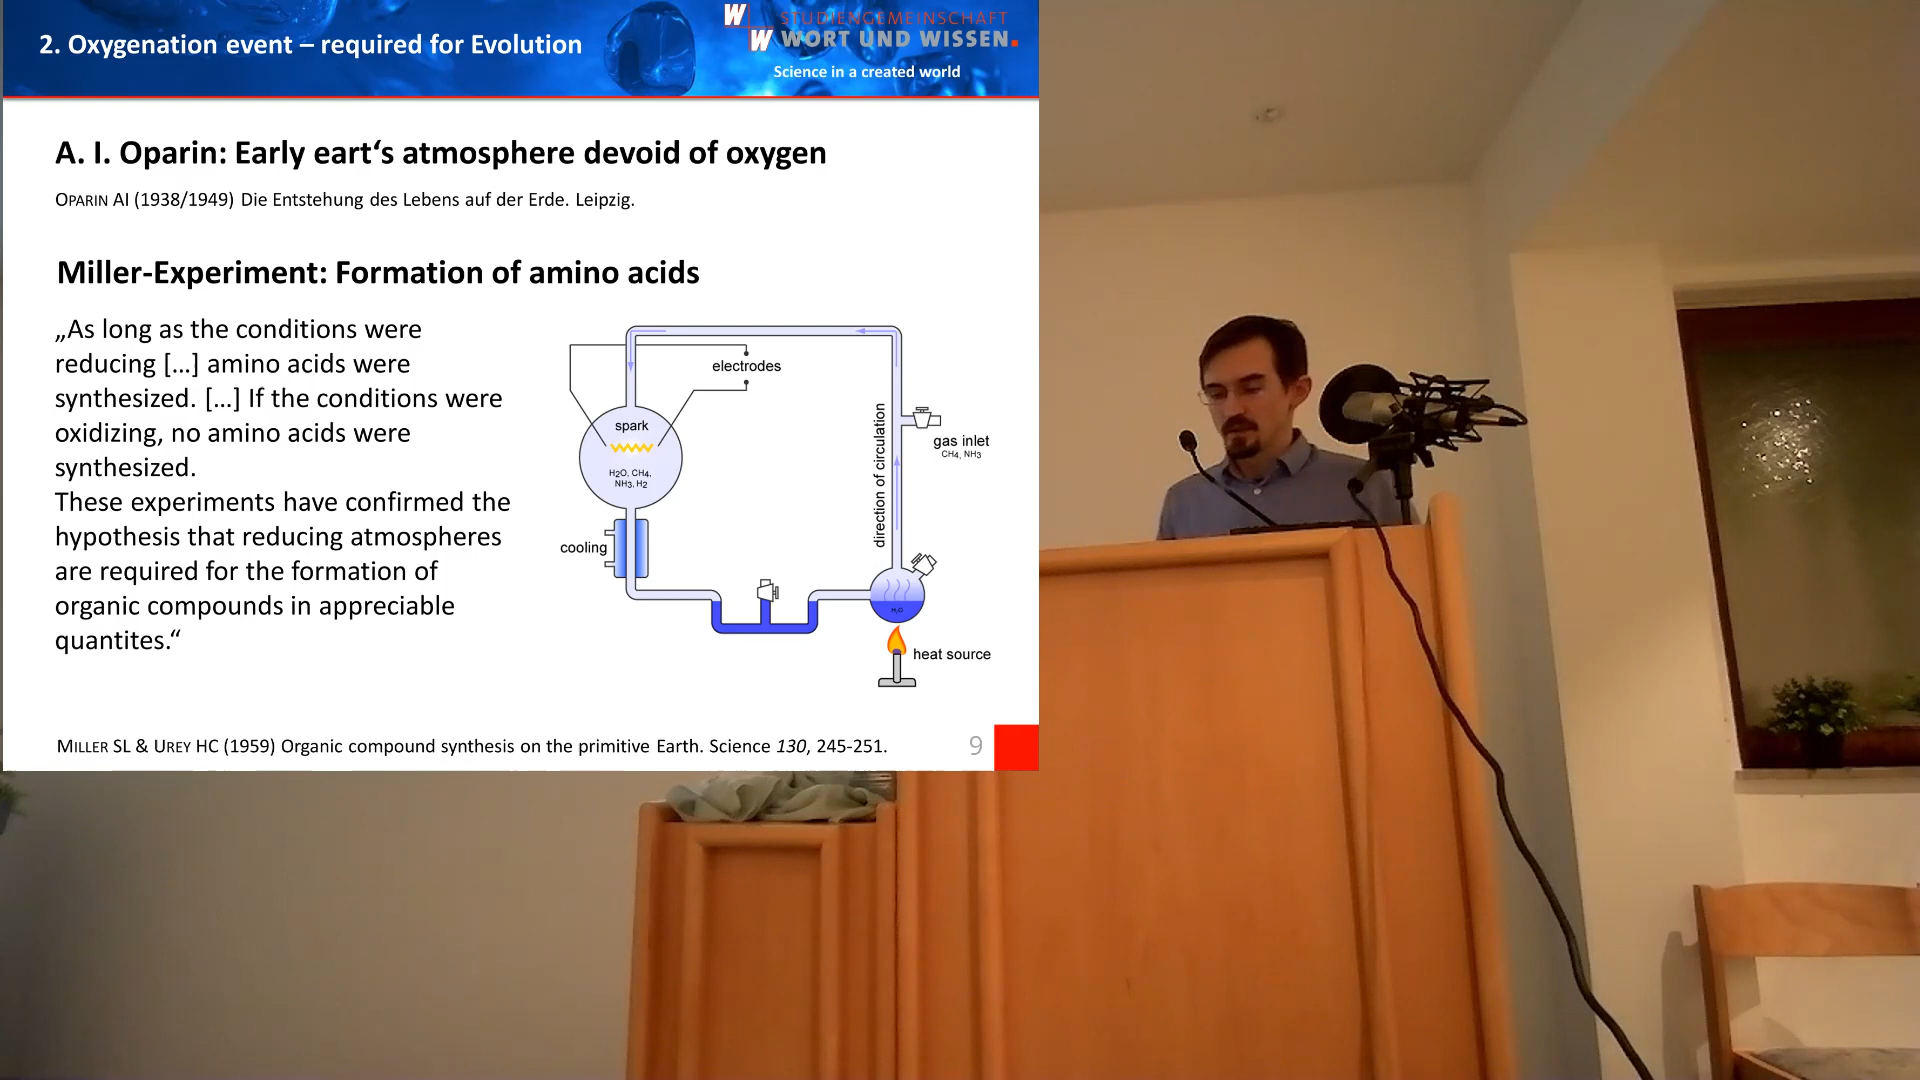 2. Oxygenation event – required for Evolution
W
W
STUDIENGEMEINSCHAFT
WORT UND WISSEN.
Science in a created world
A. I. Oparin: Early eart‘s atmosphere devoid of oxygen
OPARIN AI (1938/1949) Die Entstehung des Lebens auf der Erde. Leipzig.
Miller-Experiment: Formation of amino acids
„As long as the conditions were
reducing […] amino acids were
synthesized. […] If the conditions were
oxidizing, no amino acids were
synthesized.
These experiments have confirmed the
hypothesis that reducing atmospheres
are required for the formation of
organic compounds in appreciable
quantites.“
electrodes
spark
H2O, CH4,
NH3, H2
cooling
direction of circulation
gas inlet
CH4, NH3
H2O
heat source
MILLER SL & UREY HC (1959) Organic compound synthesis on the primitive Earth. Science 130, 245-251.
9